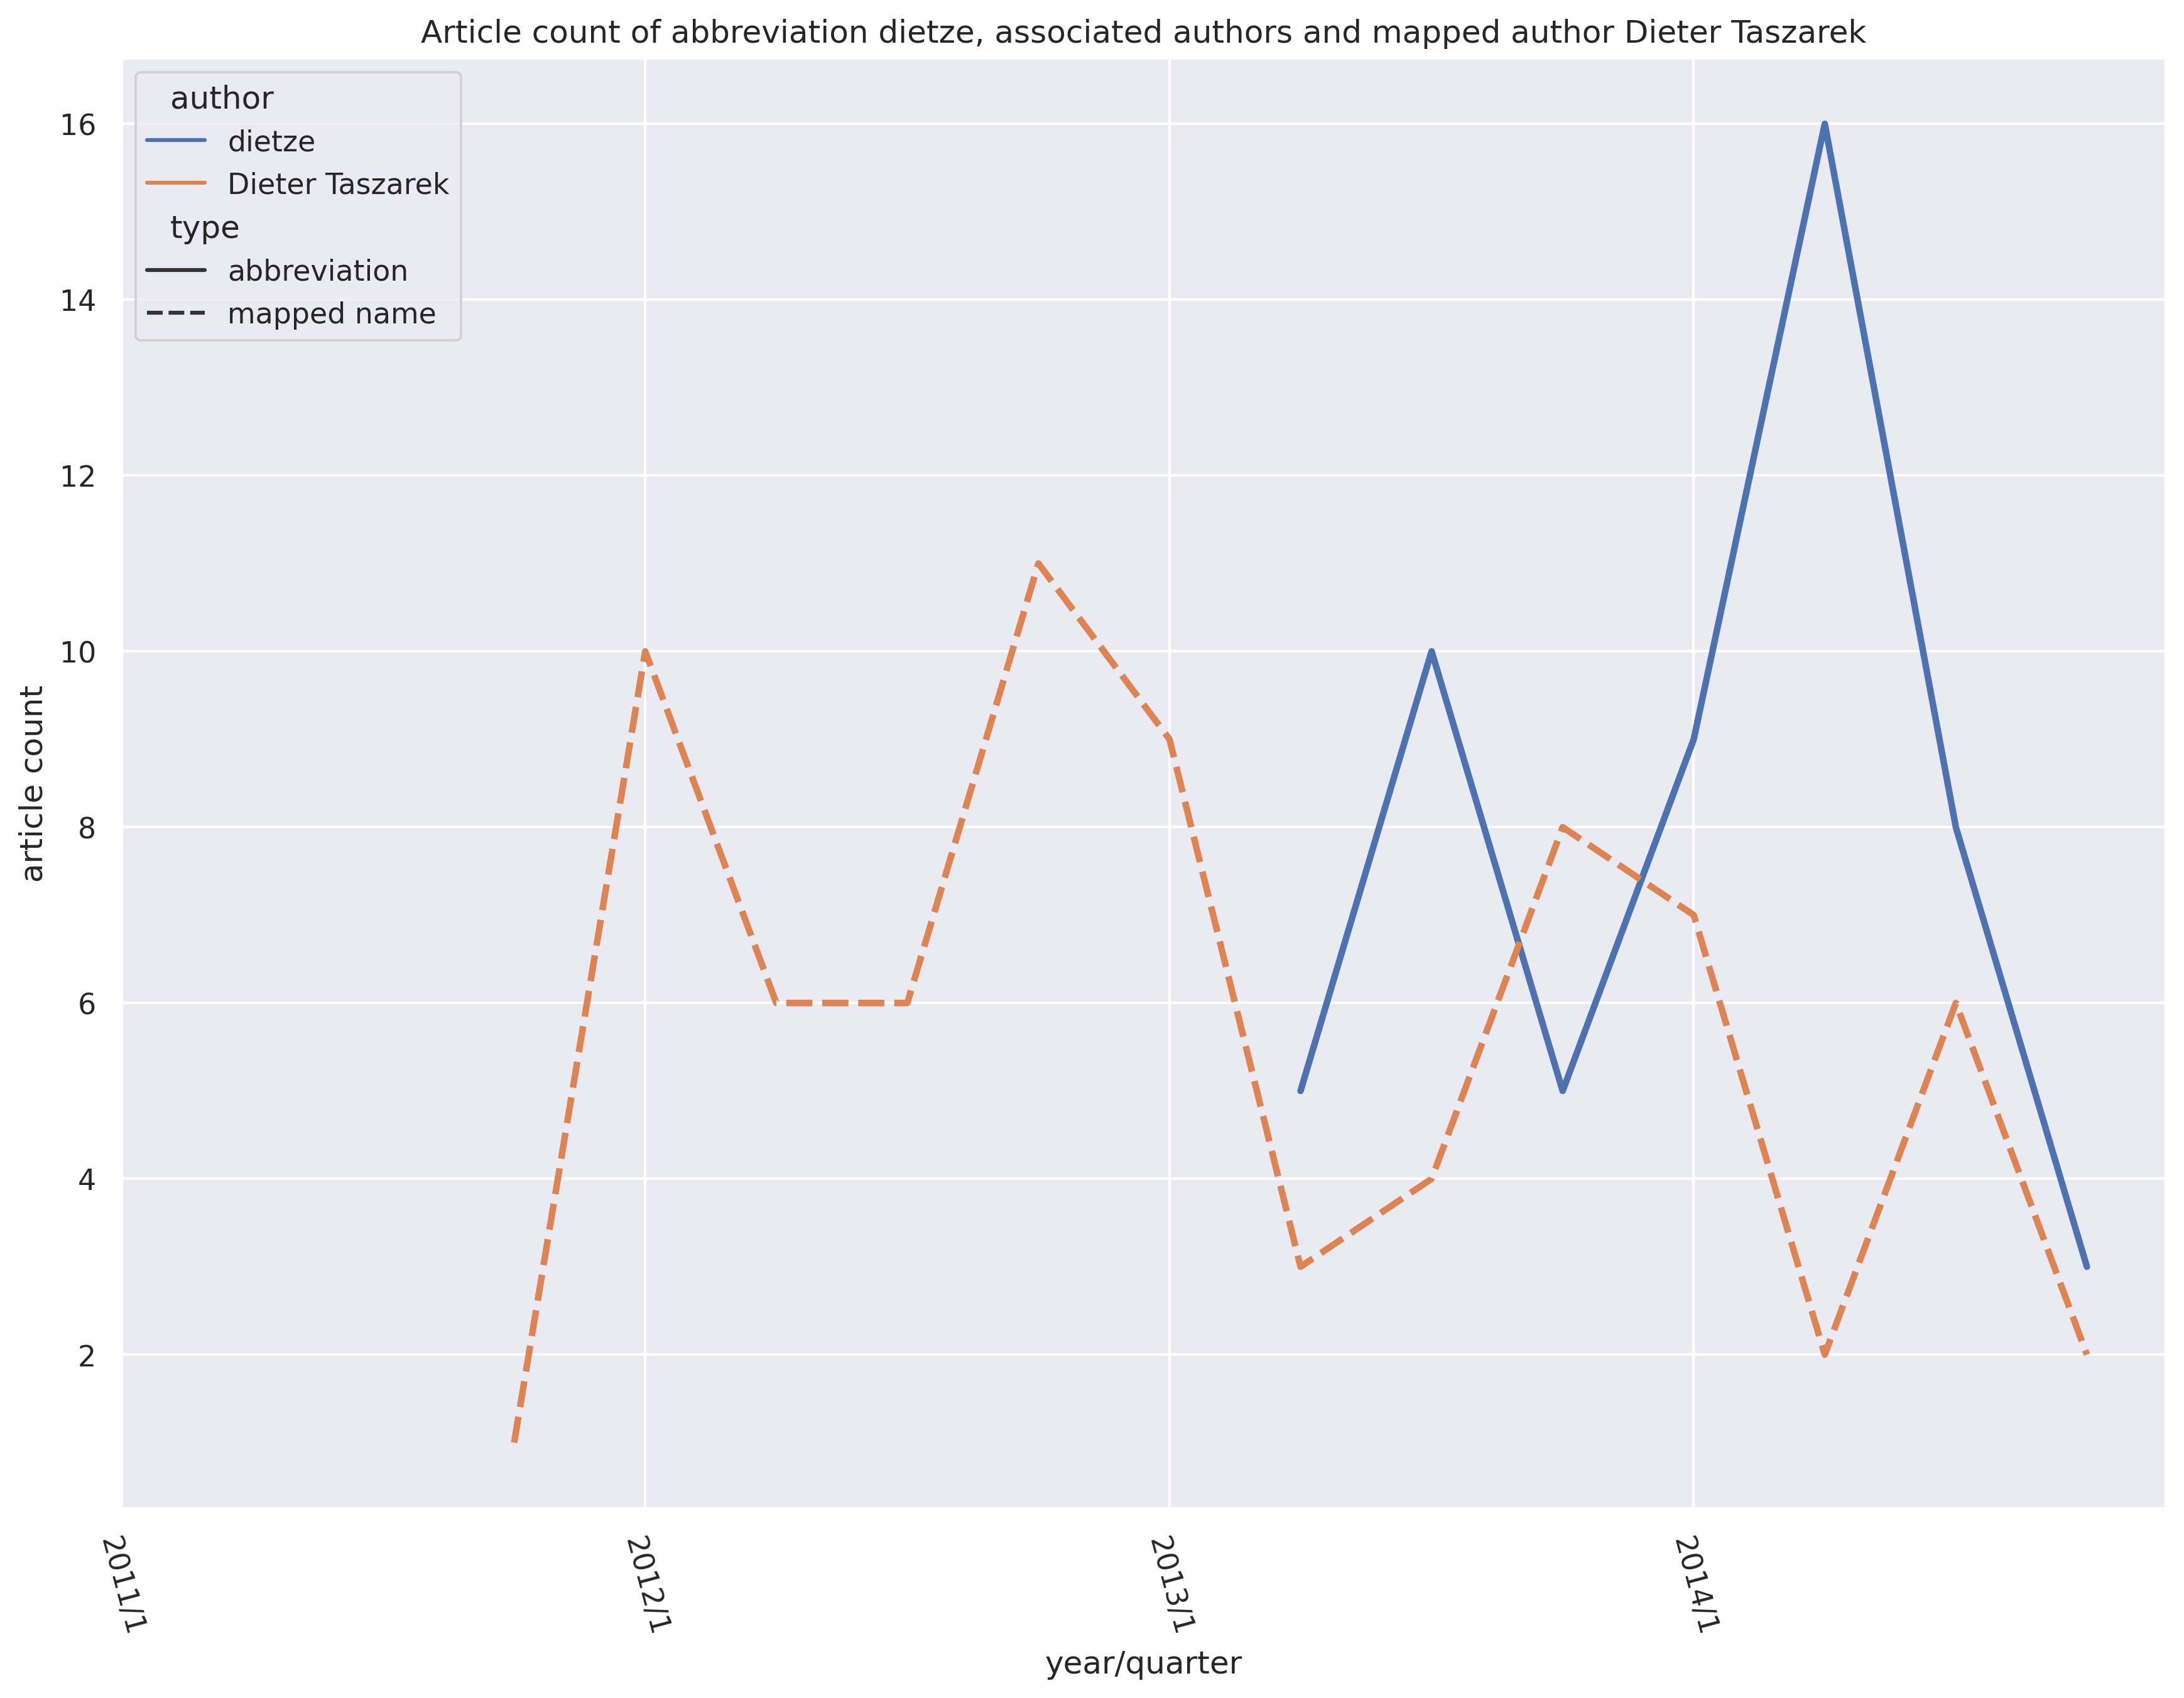 Article count of abbreviation dietze, associated authors and mapped author Dieter Taszarek
author
dietze
Dieter Taszarek
type
abbreviation
mapped name
16
14
12
10
8
6
4
2
article count
2011/1
2012/1
2013/1
2014/1
year/quarter